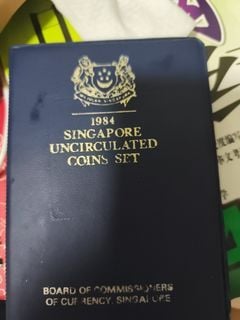 1984
SINGAPORE
UNCIRCULATED
COINS SET
BOARD OF COMMISSIONERS
OF CURRENCY, SINGAPORE